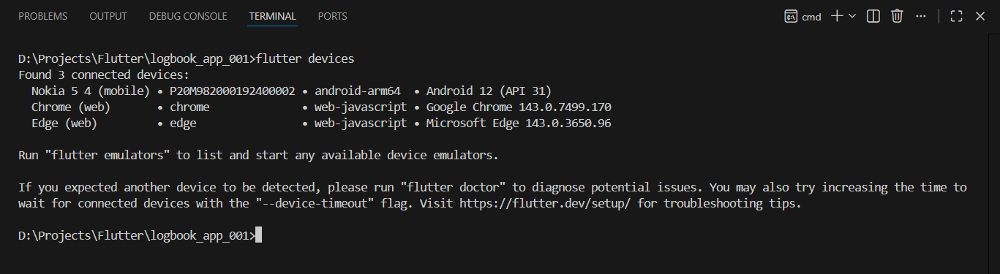 PROBLEMS OUTPUT DEBUG CONSOLE TERMINAL PORTS cmd
D:\Projects\Flutter\logbook_app_001>flutter devices
Found 3 connected devices:
  Nokia 5 4 (mobile) • P20M982000192400002 • android-arm64  • Android 12 (API 31)
  Chrome (web)       • chrome              • web-javascript • Google Chrome 143.0.7499.170
  Edge (web)         • edge                • web-javascript • Microsoft Edge 143.0.3650.96
Run "flutter emulators" to list and start any available device emulators.
If you expected another device to be detected, please run "flutter doctor" to diagnose potential issues. You may also try increasing the time to
wait for connected devices with the "--device-timeout" flag. Visit https://flutter.dev/setup/ for troubleshooting tips.
D:\Projects\Flutter\logbook_app_001>